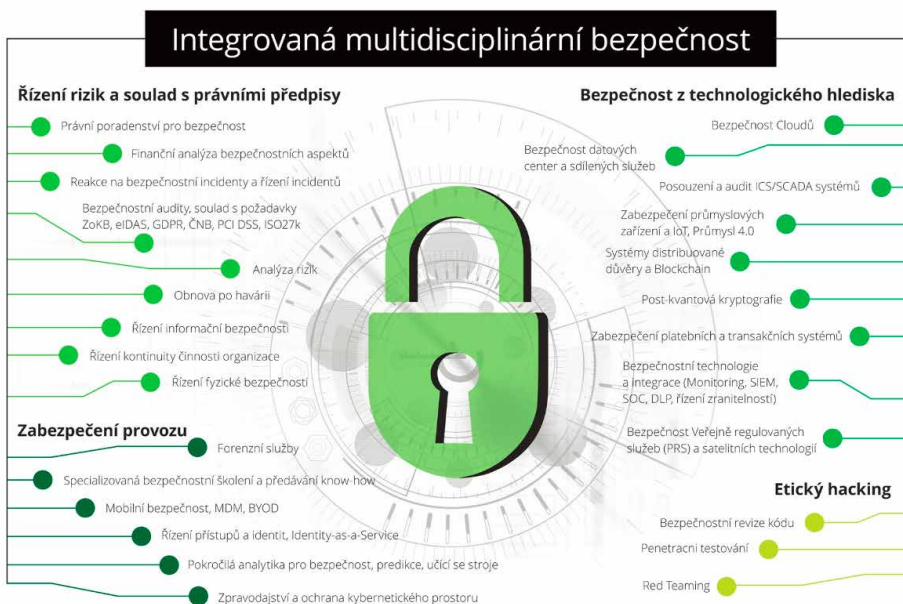 Integrovaná multidisciplinární bezpečnost
Řízení rizik a soulad s právními předpisy
Právní poradenství pro bezpečnost
Finanční analýza bezpečnostních aspektů
Reakce na bezpečnostní incidenty a řízení incidentů
Bezpečnostní audity, soulad s požadavky
ZoKB, eIDAS, GDPR, ČNB, PCI DSS, ISO27k
Analýza rizik
Obnova po havárii
Řízení informační bezpečnosti
Řízení kontinuity činnosti organizace
Řízení fyzické bezpečnosti
Zabezpečení provozu
Forenzní služby
Specializovaná bezpečnostní školení a předávání know-how
Mobilní bezpečnost, MDM, BYOD
Řízení přístupů a identit, Identity-as-a-Service
Pokročilá analytika pro bezpečnost, predikce, učící se stroje
Zpravodajství a ochrana kybernetického prostoru
Bezpečnost z technologického hlediska
Bezpečnost Cloudů
Bezpečnost datových
center a sdílených služeb
Posouzení a audit ICS/SCADA systémů
Zabezpečení průmyslových
zařízení a IoT, Průmysl 4.0
Systémy distribuované
důvěry a Blockchain
Post-kvantová kryptografie
Zabezpečení platebních a transakčních systémů
Bezpečnostní technologie
a integrace (Monitoring, SIEM,
SOC, DLP, řízení zranitelností)
Bezpečnost Veřejně regulovaných
služeb (PRS) a satelitních technologií
Etický hacking
Bezpečnostní revize kódu
Penetracni testování
Red Teaming